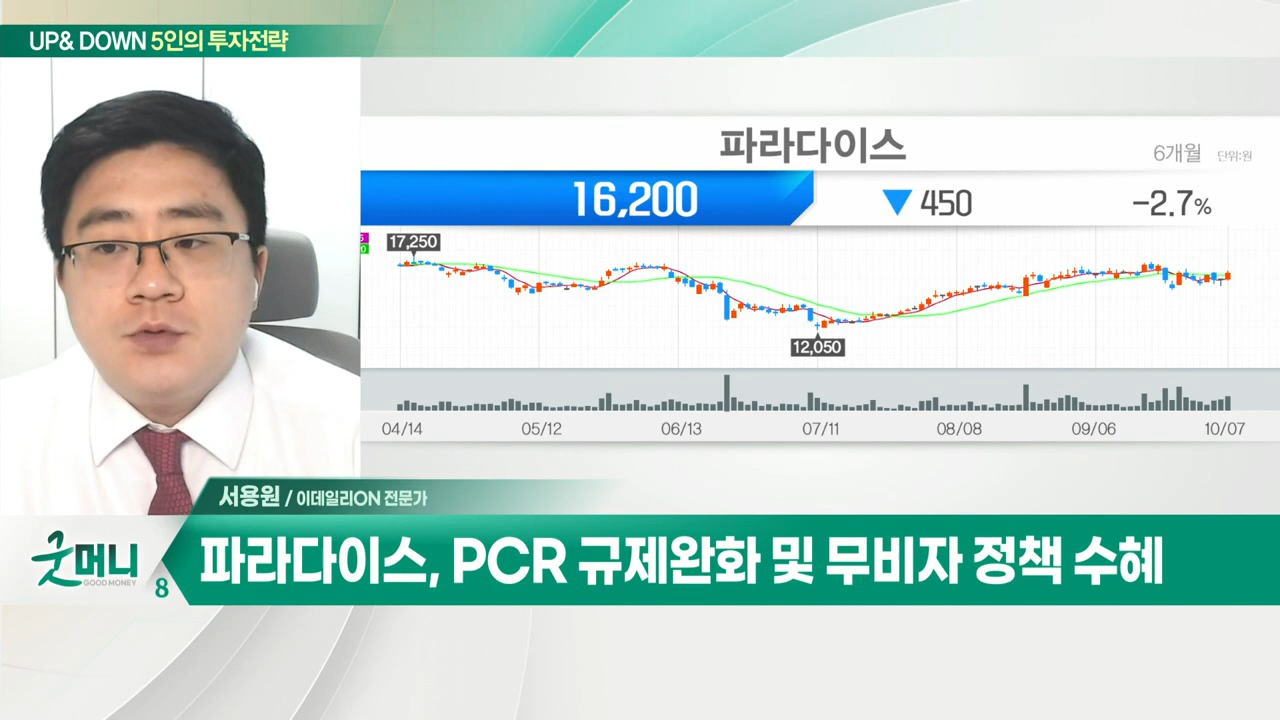 UP& DOWN 5인의 투자전략
파라다이스
6개월 단위:원
16,200 ▼ 450 -2.7%
17,250
12,050
04/14 05/12 06/13 07/11 08/08 09/06 10/07
서용원 / 이데일리ON 전문가
굿머니
GOOD MONEY
8
파라다이스, PCR 규제완화 및 무비자 정책 수혜